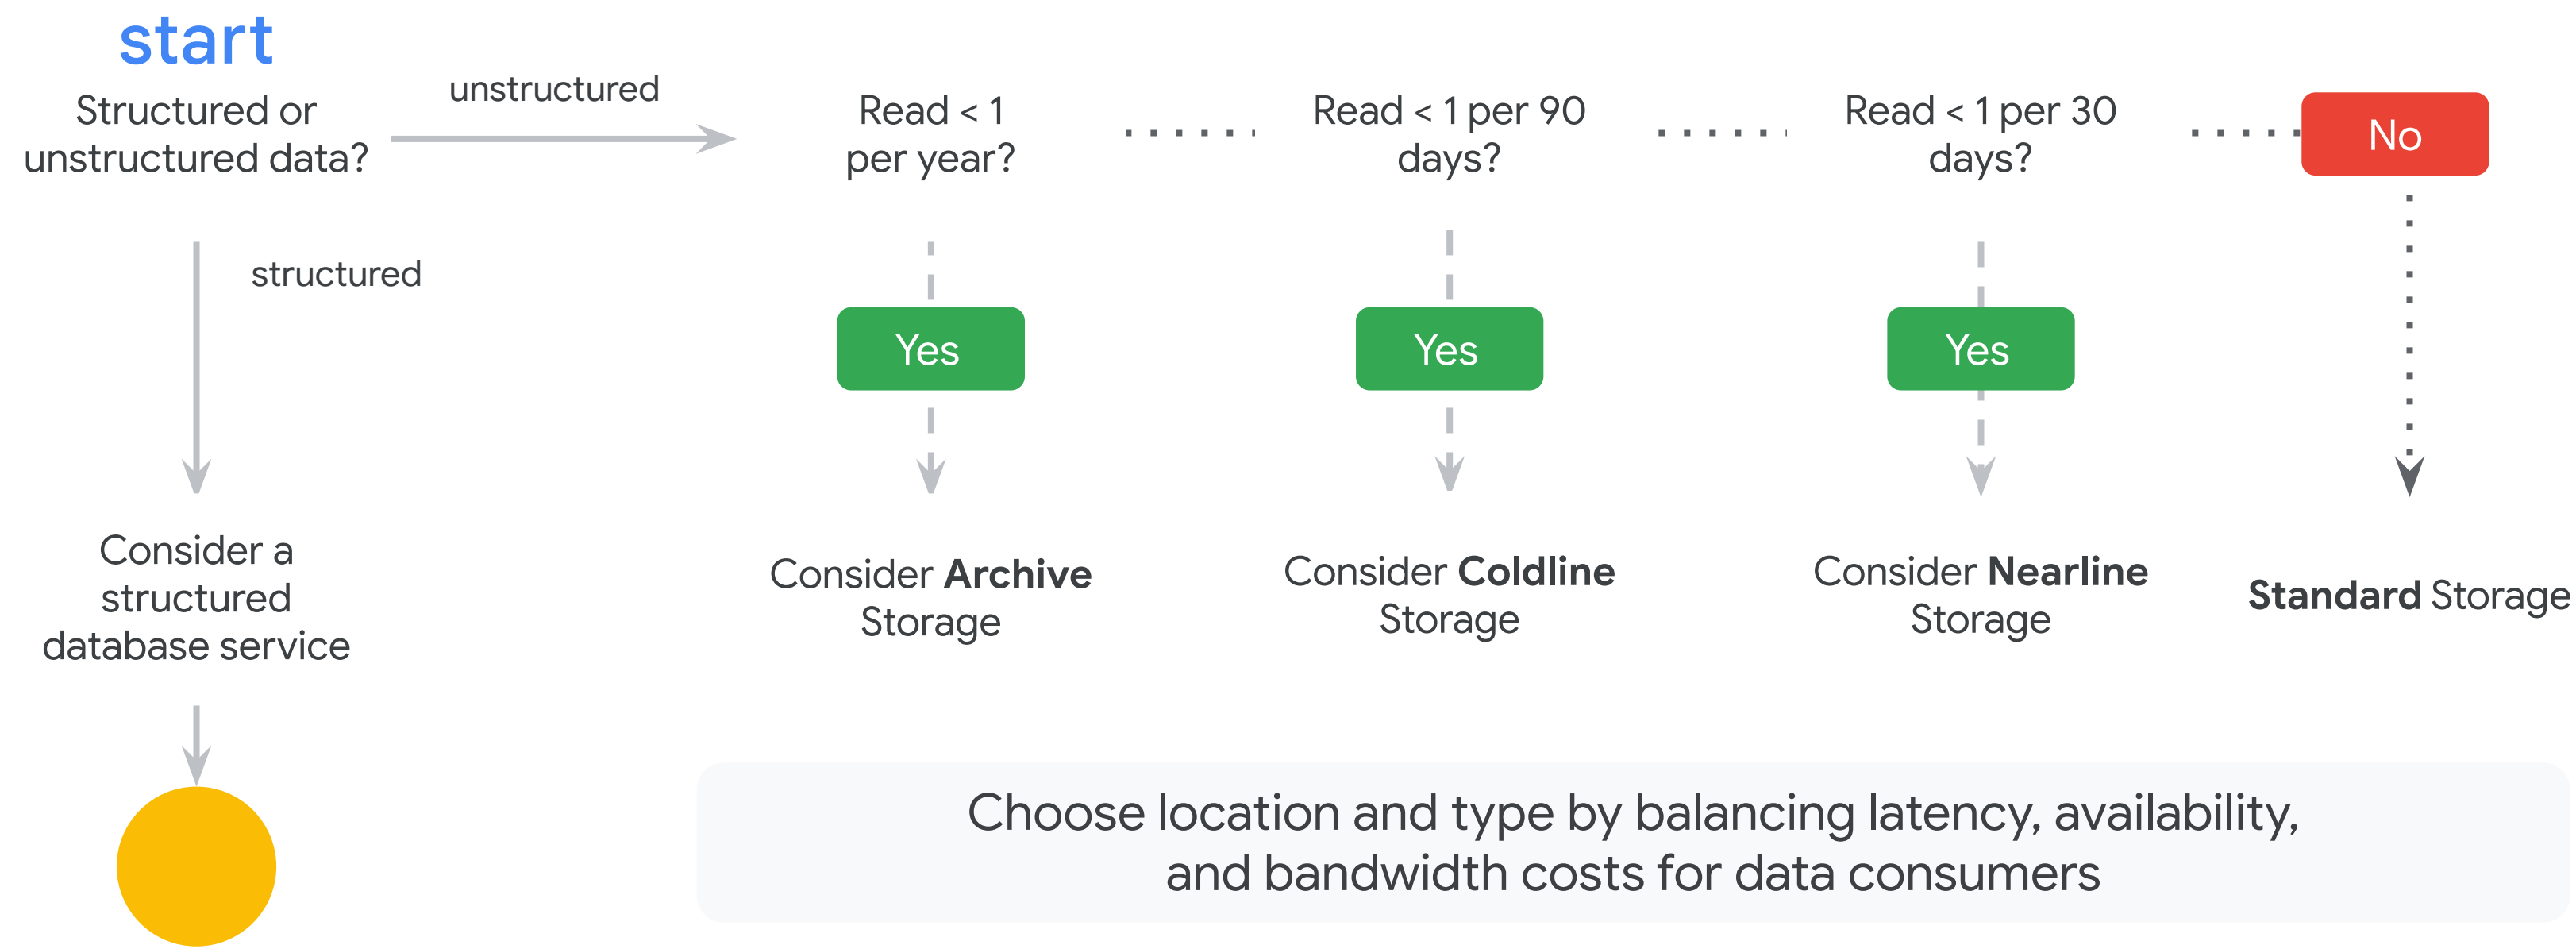 start
Structured or
unstructured data?
unstructured
Read < 1
per year?
Read < 1 per 90
days?
Read < 1 per 30
days?
No
structured
Yes
Yes
Yes
Consider a
structured
database service
Consider Archive
Storage
Consider Coldline
Storage
Consider Nearline
Storage
Standard Storage
Choose location and type by balancing latency, availability,
and bandwidth costs for data consumers